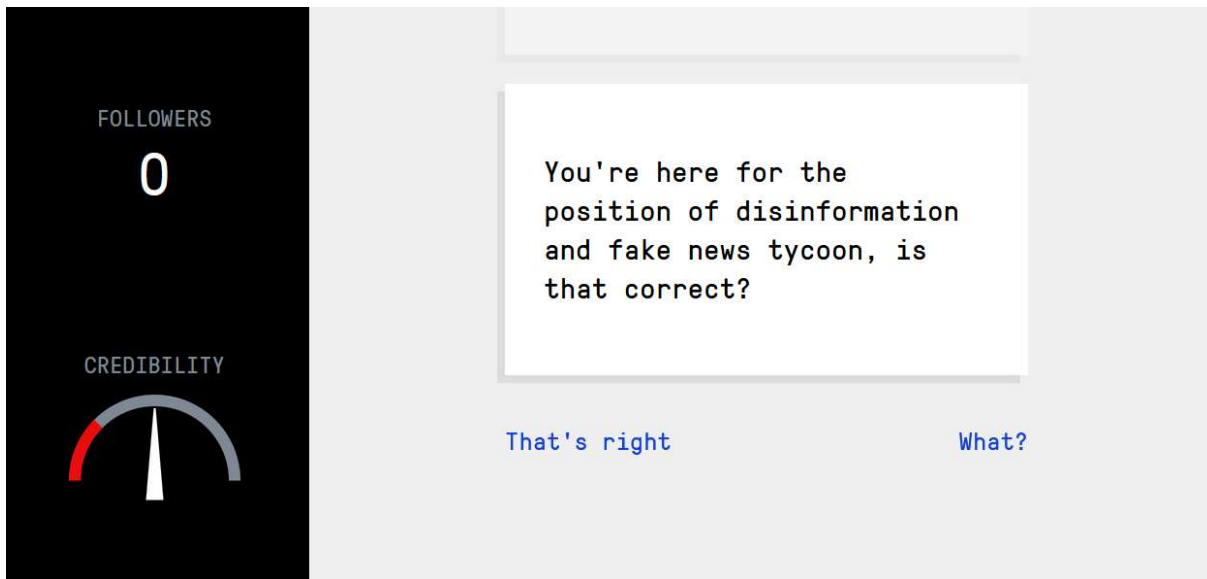 FOLLOWERS
0
CREDIBILITY
You're here for the
position of disinformation
and fake news tycoon, is
that correct?
That's right
What?